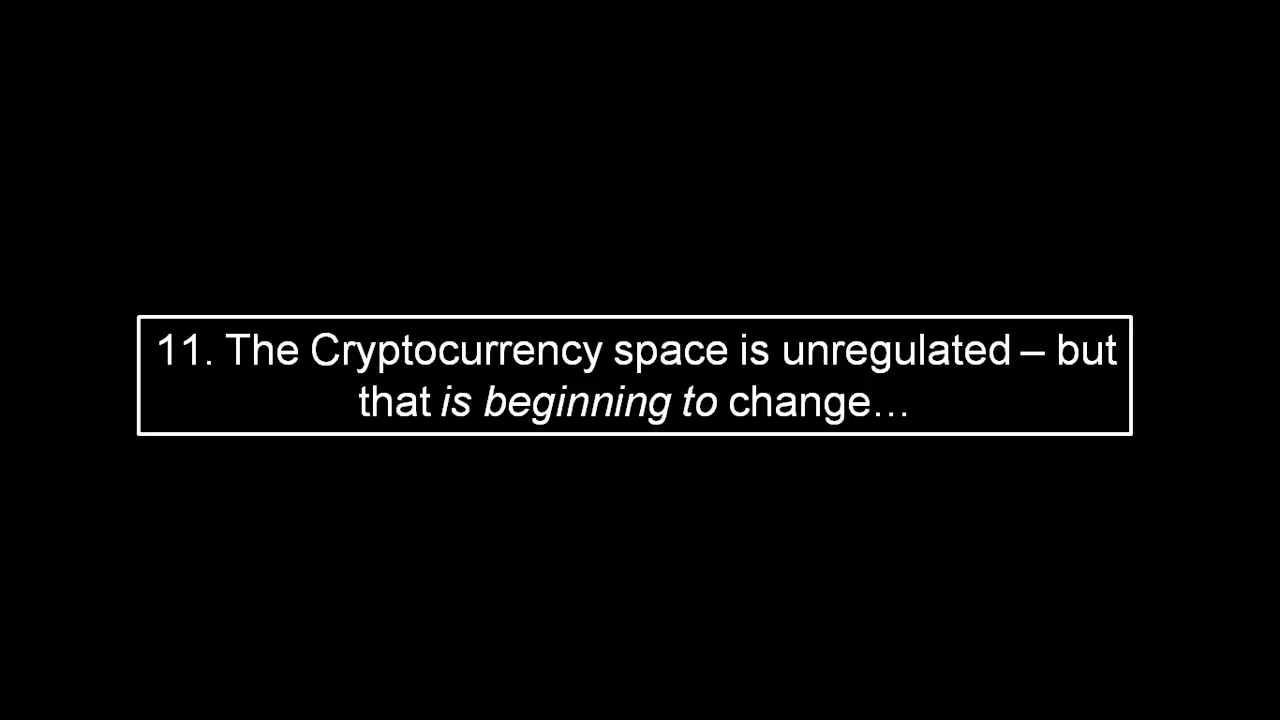 11. The Cryptocurrency space is unregulated – but
that is beginning to change…